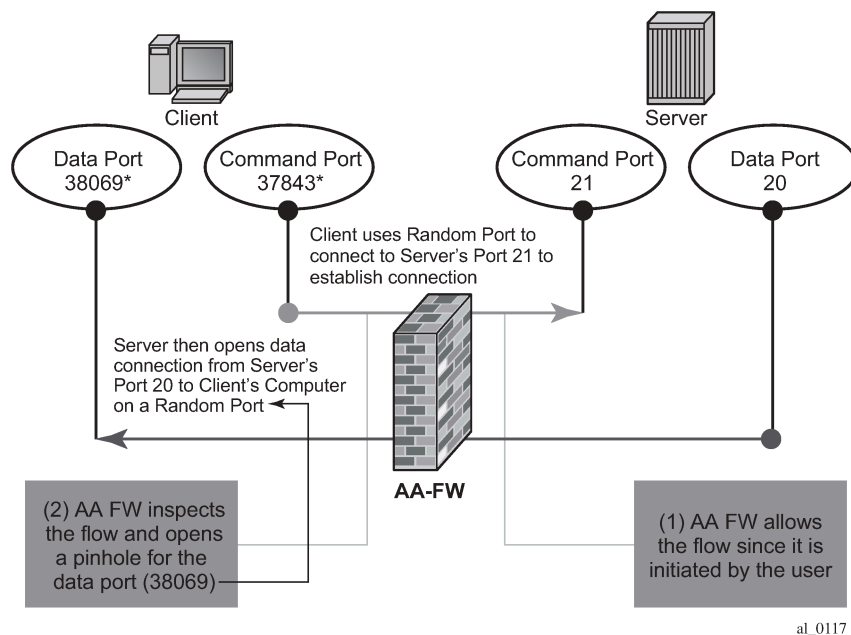 Client
Server
Data Port
38069*
Command Port
37843*
Command Port
21
Data Port
20
Client uses Random Port to
connect to Server's Port 21 to
establish connection
Server then opens data
connection from Server's
Port 20 to Client's Computer
on a Random Port
AA-FW
(2) AA FW inspects
the flow and opens
a pinhole for the
data port (38069)
(1) AA FW allows
the flow since it is
initiated by the user
al_0117